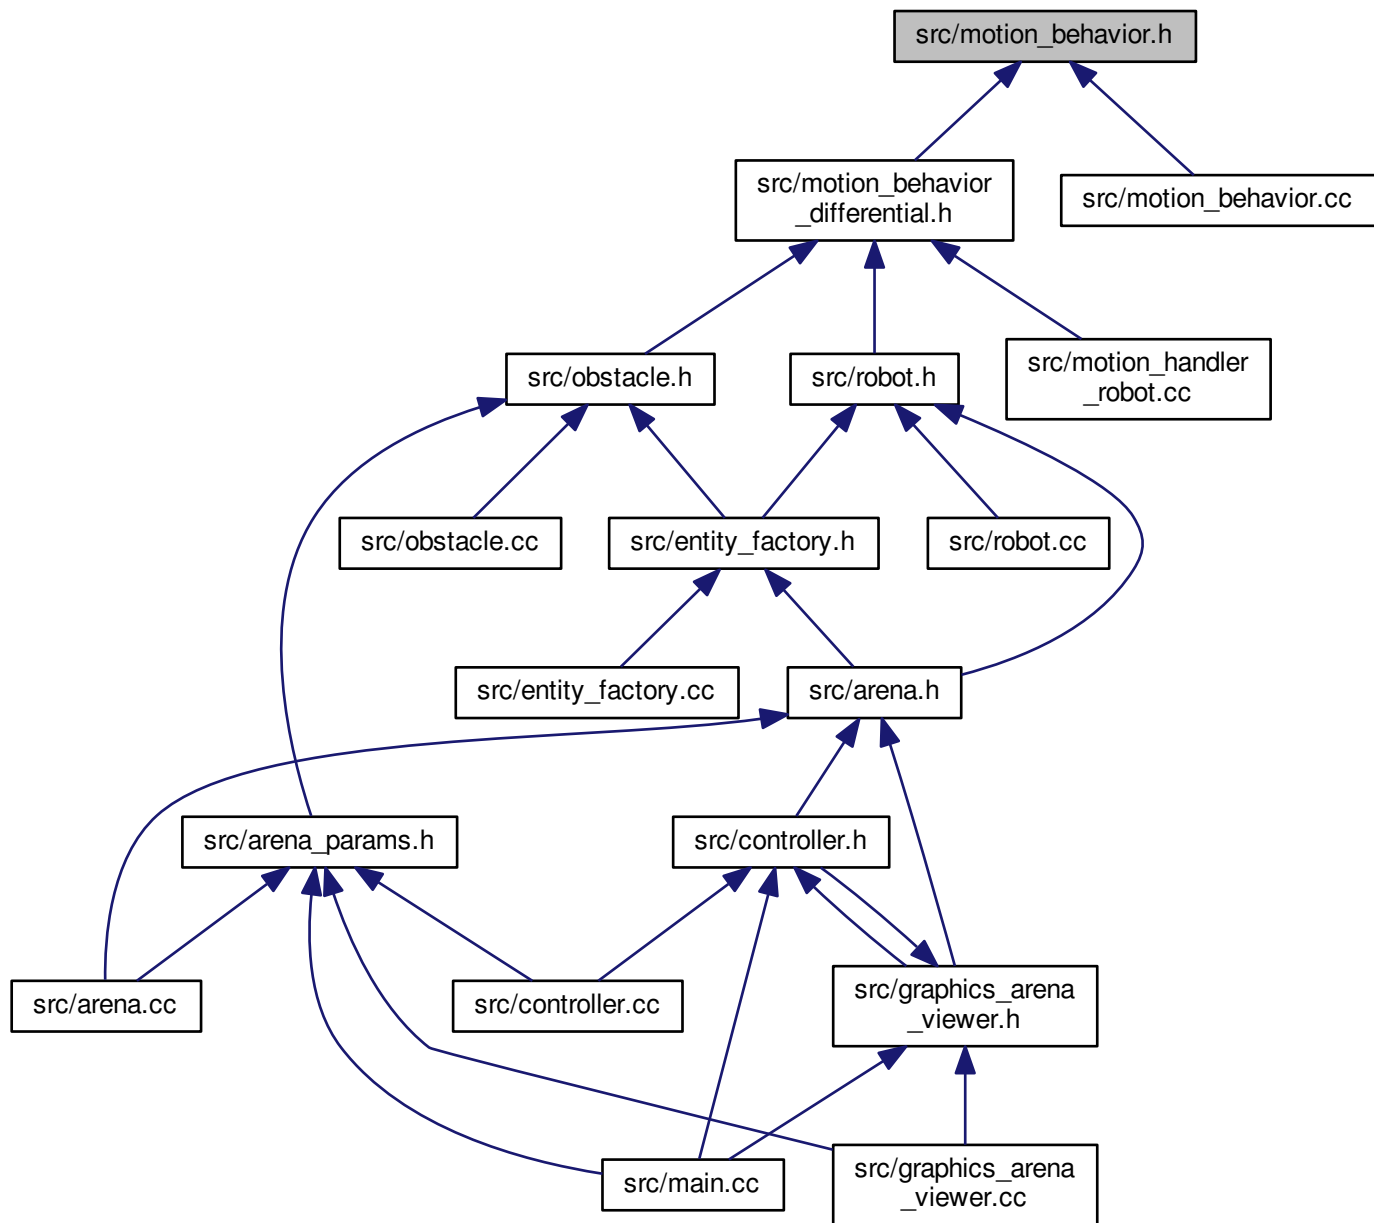 src/motion_behavior.h
src/motion_behavior
_differential.h
src/motion_behavior.cc
src/obstacle.h
src/robot.h
src/motion_handler
_robot.cc
src/obstacle.cc
src/entity_factory.h
src/robot.cc
src/entity_factory.cc
src/arena.h
src/arena_params.h
src/controller.h
src/arena.cc
src/controller.cc
src/graphics_arena
_viewer.h
src/main.cc
src/graphics_arena
_viewer.cc